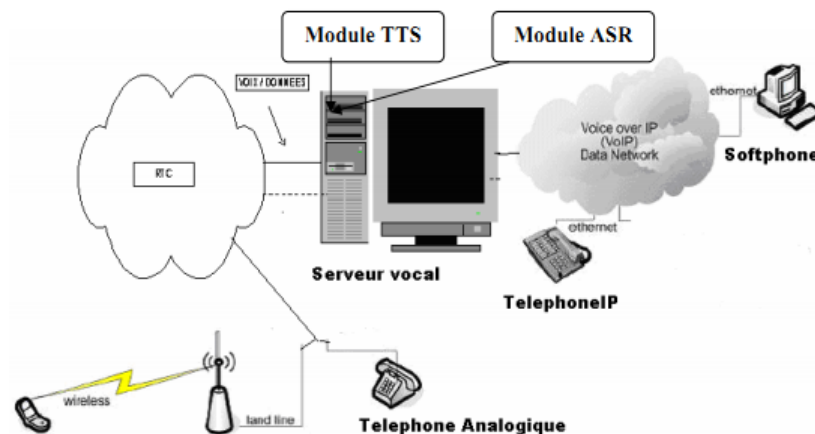 Module TTS
Module ASR
VOIX / DONNEES
ethernet
Voice over IP
(VoIP)
Data Network
Softphone
RTC
ethernet
Serveur vocal
TelephoneIP
wireless
land line
Telephone Analogique